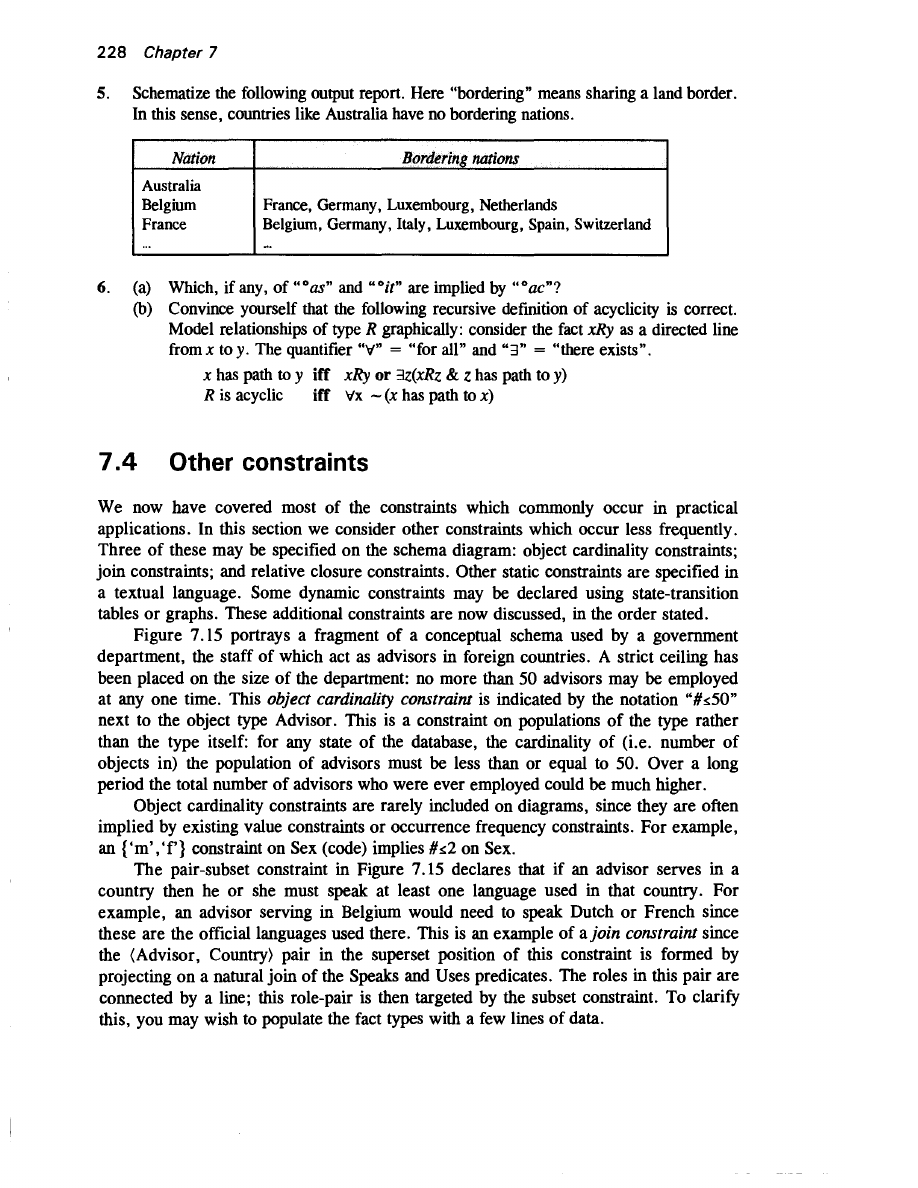 228 Chapter 7
5. Schematize the following output report. Here "bordering" means sharing a land border.
In this sense, countries like Australia have no bordering nations.
Nation Bordering nations
Australia
Belgium France, Germany, Luxembourg, Netherlands
France Belgium, Germany, Italy, Luxembourg, Spain, Switzerland
... ...
6. (a) Which, if any, of "°as" and "°it" are implied by "°ac"?
(b) Convince yourself that the following recursive definition of acyclicity is correct.
Model relationships of type R graphically: consider the fact xRy as a directed line
from x to y. The quantifier "∀" = "for all" and "∃" = "there exists".
x has path to y iff xRy or ∃z(xRz & z has path to y)
R is acyclic iff ∀x ~(x has path to x)
7.4 Other constraints
We now have covered most of the constraints which commonly occur in practical
applications. In this section we consider other constraints which occur less frequently.
Three of these may be specified on the schema diagram: object cardinality constraints;
join constraints; and relative closure constraints. Other static constraints are specified in
a textual language. Some dynamic constraints may be declared using state-transition
tables or graphs. These additional constraints are now discussed, in the order stated.
Figure 7.15 portrays a fragment of a conceptual schema used by a government
department, the staff of which act as advisors in foreign countries. A strict ceiling has
been placed on the size of the department: no more than 50 advisors may be employed
at any one time. This object cardinality constraint is indicated by the notation "#≤50"
next to the object type Advisor. This is a constraint on populations of the type rather
than the type itself: for any state of the database, the cardinality of (i.e. number of
objects in) the population of advisors must be less than or equal to 50. Over a long
period the total number of advisors who were ever employed could be much higher.
Object cardinality constraints are rarely included on diagrams, since they are often
implied by existing value constraints or occurrence frequency constraints. For example,
an {'m','f'} constraint on Sex (code) implies #≤2 on Sex.
The pair-subset constraint in Figure 7.15 declares that if an advisor serves in a
country then he or she must speak at least one language used in that country. For
example, an advisor serving in Belgium would need to speak Dutch or French since
these are the official languages used there. This is an example of a join constraint since
the ⟨Advisor, Country⟩ pair in the superset position of this constraint is formed by
projecting on a natural join of the Speaks and Uses predicates. The roles in this pair are
connected by a line; this role-pair is then targeted by the subset constraint. To clarify
this, you may wish to populate the fact types with a few lines of data.